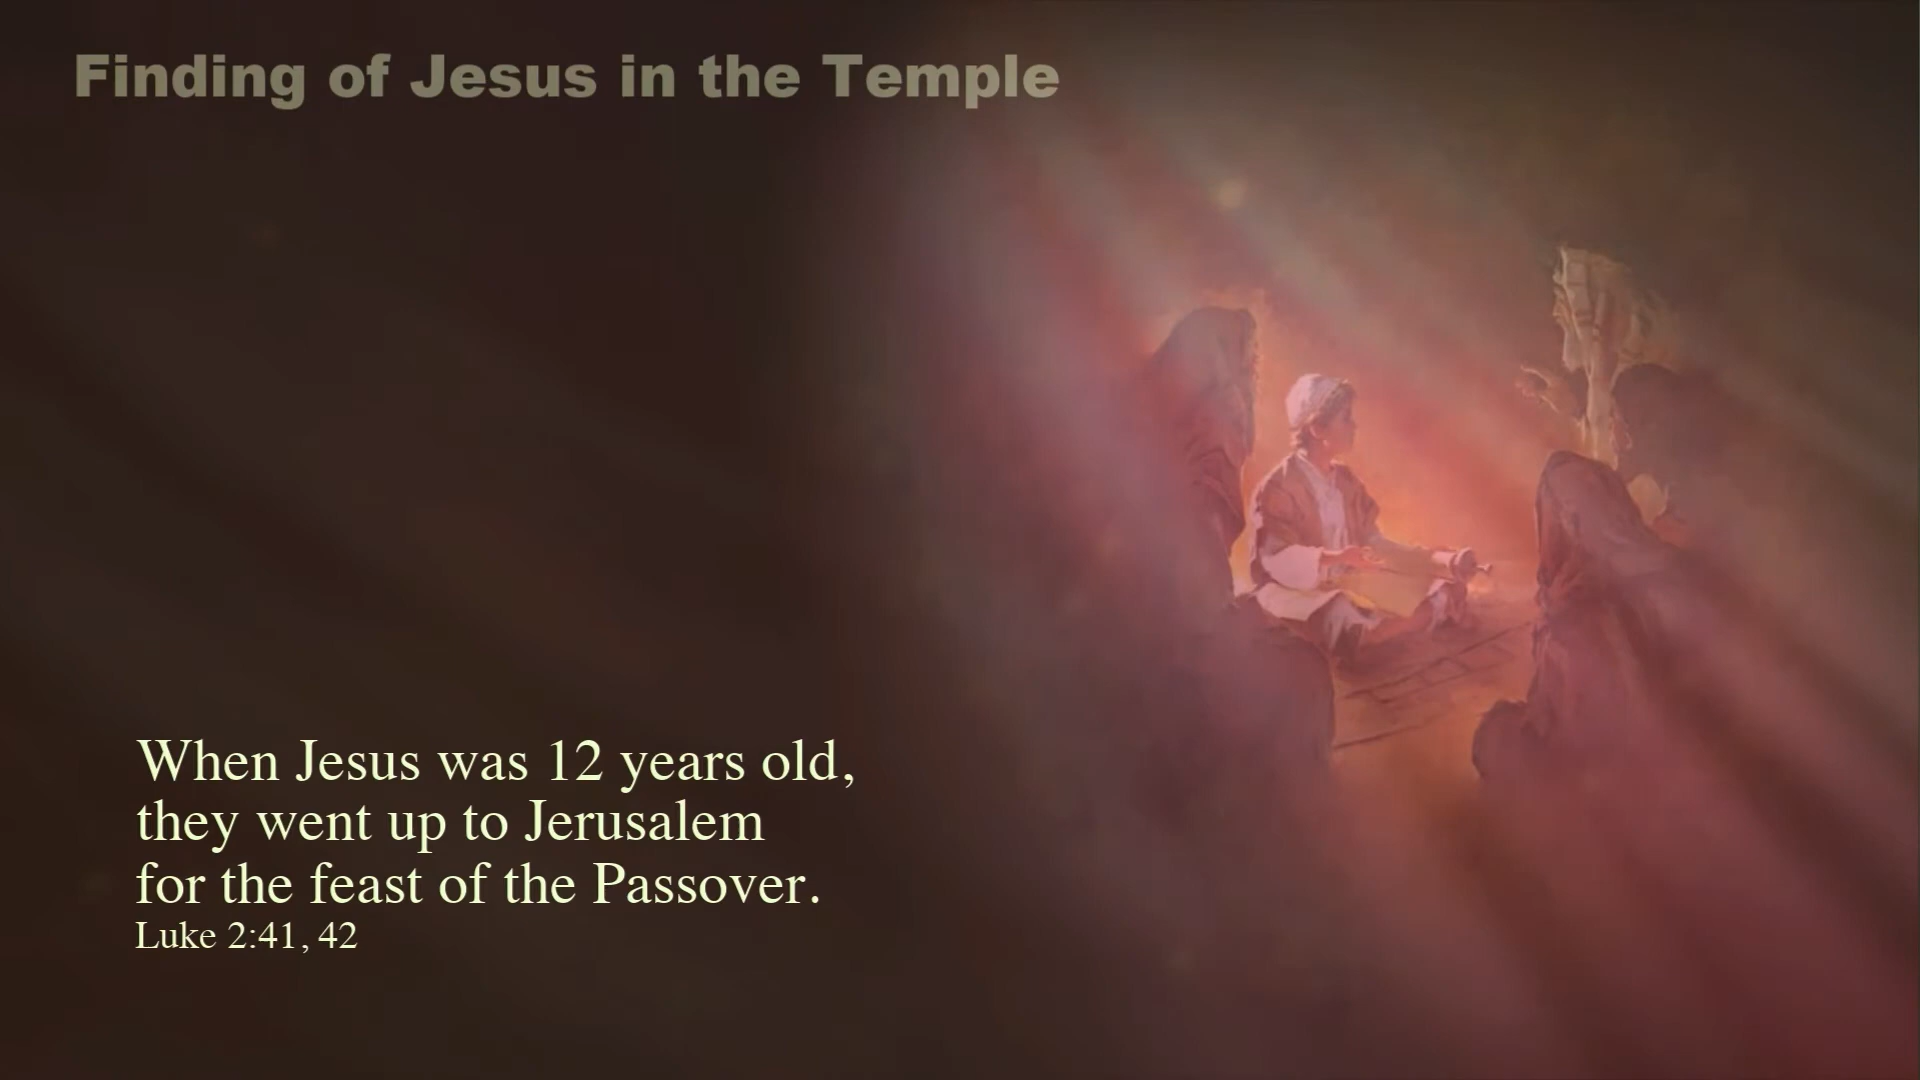 Finding of Jesus in the Temple
When Jesus was 12 years old,
they went up to Jerusalem
for the feast of the Passover.
Luke 2:41, 42